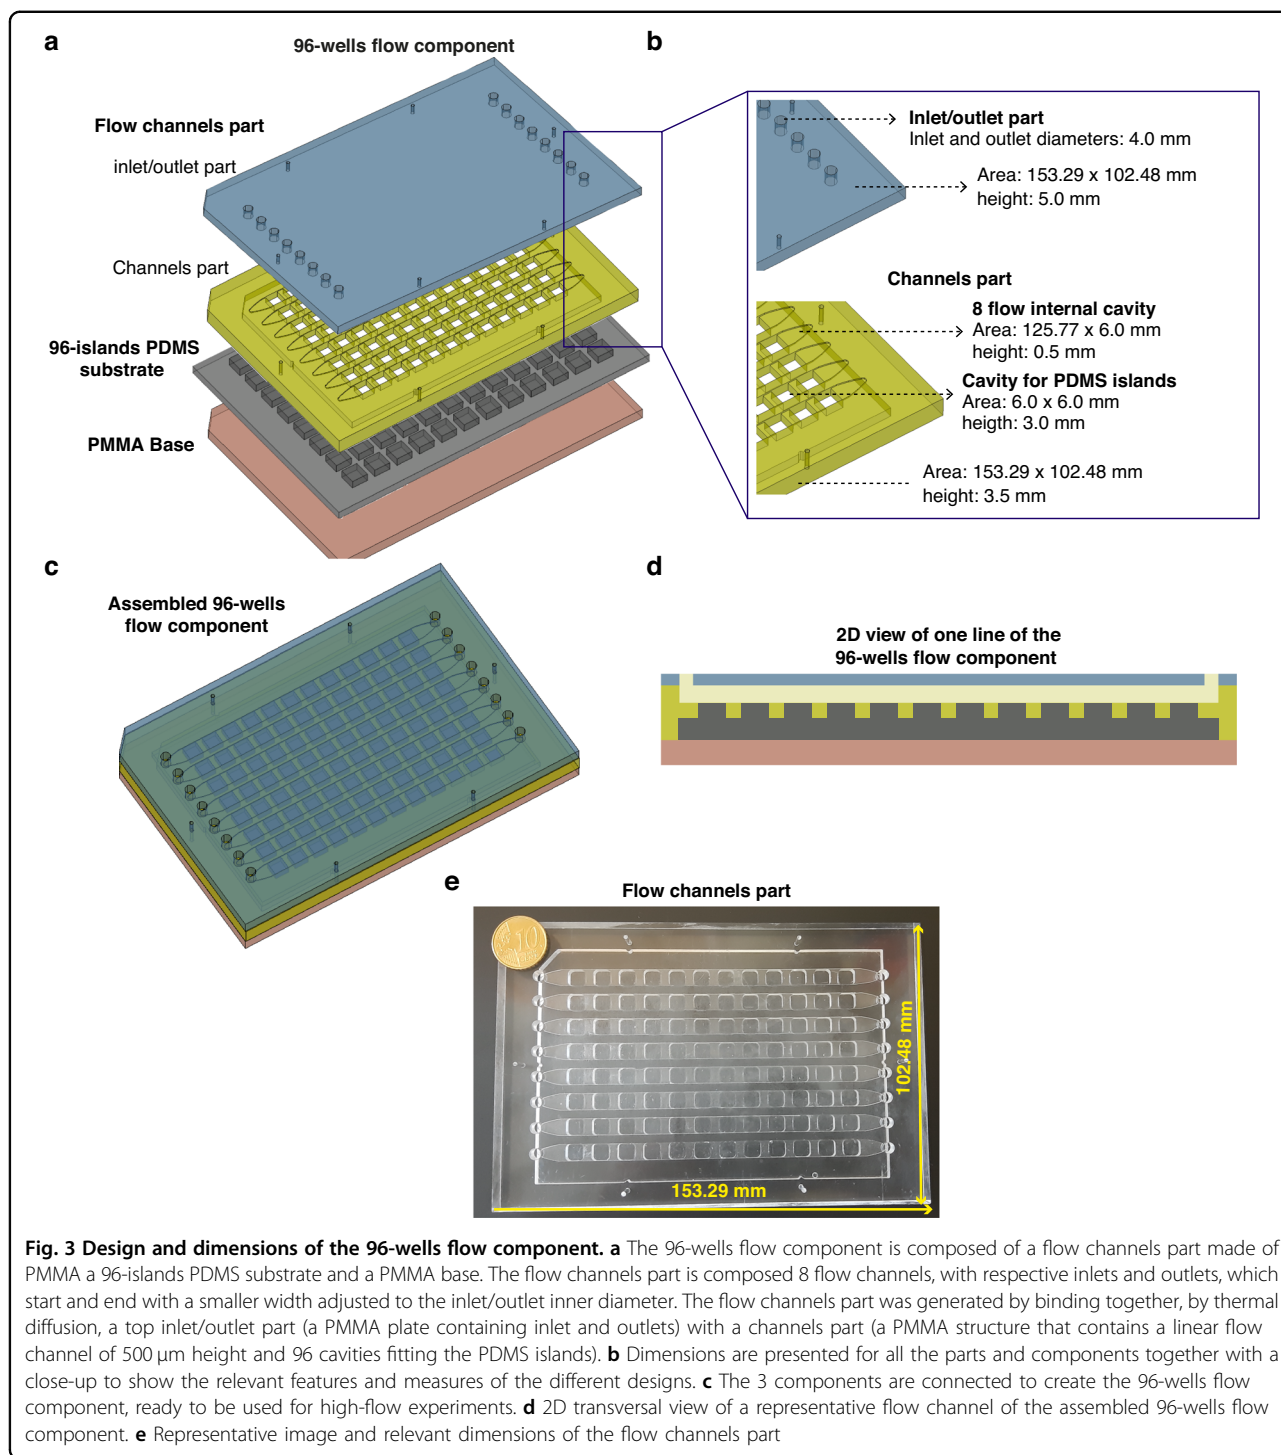 a
96-wells flow component
Flow channels part
inlet/outlet part
Channels part
96-islands PDMS
substrate
PMMA Base
b
Inlet/outlet part
Inlet and outlet diameters: 4.0 mm
Area: 153.29 x 102.48 mm
height: 5.0 mm
Channels part
8 flow internal cavity
Area: 125.77 x 6.0 mm
height: 0.5 mm
Cavity for PDMS islands
Area: 6.0 x 6.0 mm
heigth: 3.0 mm
Area: 153.29 x 102.48 mm
height: 3.5 mm
c
Assembled 96-wells
flow component
d
2D view of one line of the
96-wells flow component
e
Flow channels part
10
102.48 mm
153.29 mm
Fig. 3 Design and dimensions of the 96-wells flow component. a The 96-wells flow component is composed of a flow channels part made of
PMMA a 96-islands PDMS substrate and a PMMA base. The flow channels part is composed 8 flow channels, with respective inlets and outlets, which
start and end with a smaller width adjusted to the inlet/outlet inner diameter. The flow channels part was generated by binding together, by thermal
diffusion, a top inlet/outlet part (a PMMA plate containing inlet and outlets) with a channels part (a PMMA structure that contains a linear flow
channel of 500 μm height and 96 cavities fitting the PDMS islands). b Dimensions are presented for all the parts and components together with a
close-up to show the relevant features and measures of the different designs. c The 3 components are connected to create the 96-wells flow
component, ready to be used for high-flow experiments. d 2D transversal view of a representative flow channel of the assembled 96-wells flow
component. e Representative image and relevant dimensions of the flow channels part